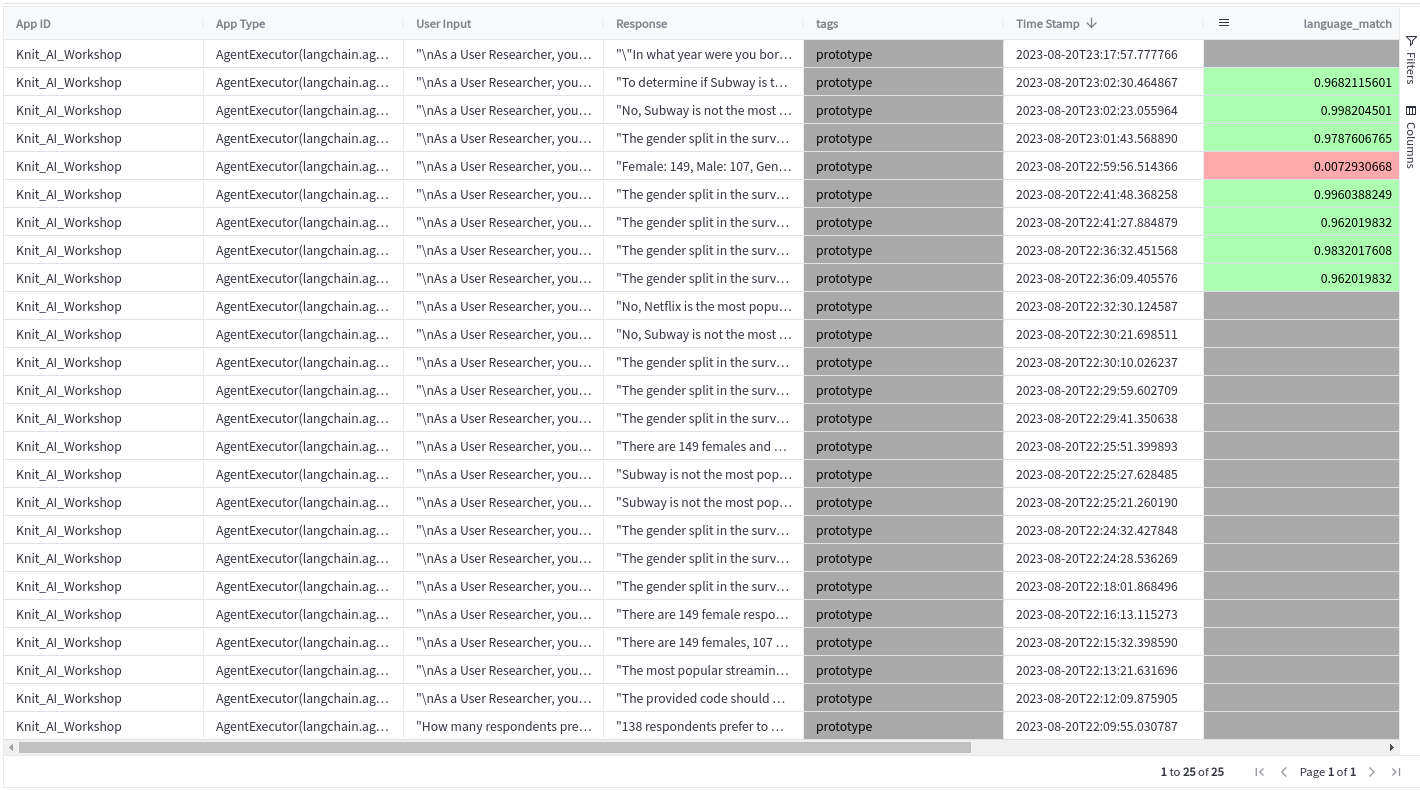 App ID App Type User Input Response tags Time Stamp language_match
Knit_AI_Workshop AgentExecutor(langchain.ag... "\nAs a User Researcher, you... "\"In what year were you bor... prototype 2023-08-20T23:17:57.777766
Knit_AI_Workshop AgentExecutor(langchain.ag... "\nAs a User Researcher, you... "To determine if Subway is t... prototype 2023-08-20T23:02:30.464867 0.9682115601
Knit_AI_Workshop AgentExecutor(langchain.ag... "\nAs a User Researcher, you... "No, Subway is not the most ... prototype 2023-08-20T23:02:23.055964 0.998204501
Knit_AI_Workshop AgentExecutor(langchain.ag... "\nAs a User Researcher, you... "The gender split in the surv... prototype 2023-08-20T23:01:43.568890 0.9787606765
Knit_AI_Workshop AgentExecutor(langchain.ag... "\nAs a User Researcher, you... "Female: 149, Male: 107, Gen... prototype 2023-08-20T22:59:56.514366 0.0072930668
Knit_AI_Workshop AgentExecutor(langchain.ag... "\nAs a User Researcher, you... "The gender split in the surv... prototype 2023-08-20T22:41:48.368258 0.9960388249
Knit_AI_Workshop AgentExecutor(langchain.ag... "\nAs a User Researcher, you... "The gender split in the surv... prototype 2023-08-20T22:41:27.884879 0.962019832
Knit_AI_Workshop AgentExecutor(langchain.ag... "\nAs a User Researcher, you... "The gender split in the surv... prototype 2023-08-20T22:36:32.451568 0.9832017608
Knit_AI_Workshop AgentExecutor(langchain.ag... "\nAs a User Researcher, you... "The gender split in the surv... prototype 2023-08-20T22:36:09.405576 0.962019832
Knit_AI_Workshop AgentExecutor(langchain.ag... "\nAs a User Researcher, you... "No, Netflix is the most popu... prototype 2023-08-20T22:32:30.124587
Knit_AI_Workshop AgentExecutor(langchain.ag... "\nAs a User Researcher, you... "No, Subway is not the most ... prototype 2023-08-20T22:30:21.698511
Knit_AI_Workshop AgentExecutor(langchain.ag... "\nAs a User Researcher, you... "The gender split in the surv... prototype 2023-08-20T22:30:10.026237
Knit_AI_Workshop AgentExecutor(langchain.ag... "\nAs a User Researcher, you... "The gender split in the surv... prototype 2023-08-20T22:29:59.602709
Knit_AI_Workshop AgentExecutor(langchain.ag... "\nAs a User Researcher, you... "The gender split in the surv... prototype 2023-08-20T22:29:41.350638
Knit_AI_Workshop AgentExecutor(langchain.ag... "\nAs a User Researcher, you... "There are 149 females and ... prototype 2023-08-20T22:25:51.399893
Knit_AI_Workshop AgentExecutor(langchain.ag... "\nAs a User Researcher, you... "Subway is not the most pop... prototype 2023-08-20T22:25:27.628485
Knit_AI_Workshop AgentExecutor(langchain.ag... "\nAs a User Researcher, you... "Subway is not the most pop... prototype 2023-08-20T22:25:21.260190
Knit_AI_Workshop AgentExecutor(langchain.ag... "\nAs a User Researcher, you... "The gender split in the surv... prototype 2023-08-20T22:24:32.427848
Knit_AI_Workshop AgentExecutor(langchain.ag... "\nAs a User Researcher, you... "The gender split in the surv... prototype 2023-08-20T22:24:28.536269
Knit_AI_Workshop AgentExecutor(langchain.ag... "\nAs a User Researcher, you... "The gender split in the surv... prototype 2023-08-20T22:18:01.868496
Knit_AI_Workshop AgentExecutor(langchain.ag... "\nAs a User Researcher, you... "There are 149 female respo... prototype 2023-08-20T22:16:13.115273
Knit_AI_Workshop AgentExecutor(langchain.ag... "\nAs a User Researcher, you... "There are 149 females, 107 ... prototype 2023-08-20T22:15:32.398590
Knit_AI_Workshop AgentExecutor(langchain.ag... "\nAs a User Researcher, you... "The most popular streamin... prototype 2023-08-20T22:13:21.631696
Knit_AI_Workshop AgentExecutor(langchain.ag... "\nAs a User Researcher, you... "The provided code should ... prototype 2023-08-20T22:12:09.875905
Knit_AI_Workshop AgentExecutor(langchain.ag... "How many respondents pre... "138 respondents prefer to ... prototype 2023-08-20T22:09:55.030787
Filters
Columns
1 to 25 of 25 Page 1 of 1